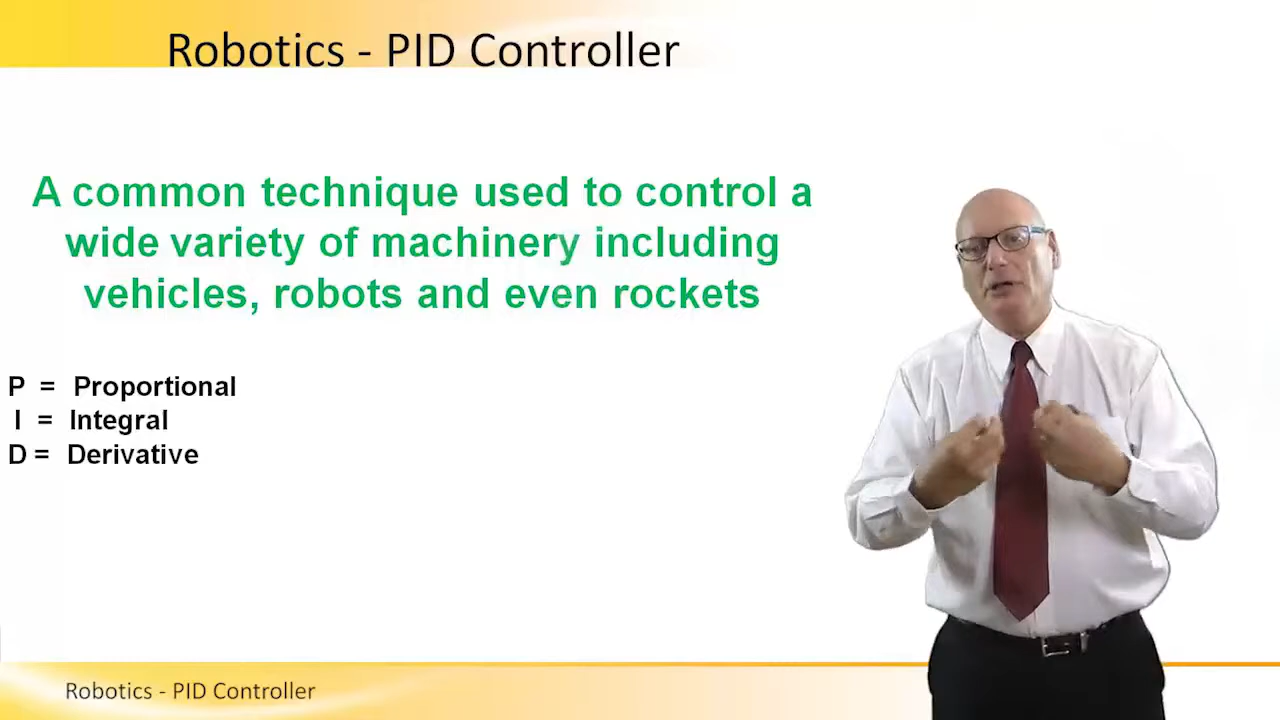 Robotics - PID Controller
A common technique used to control a
wide variety of machinery including
vehicles, robots and even rockets
P = Proportional
I = Integral
D = Derivative
Robotics - PID Controller